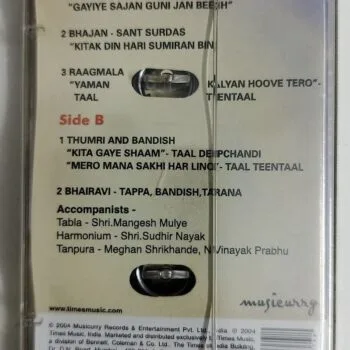 "GAYIYE SAJAN GUNI JAN BEECH"
2 BHAJAN - SANT SURDAS
"KITAK DIN HARI SUMIRAN BIN
3 RAAGMALA
"YAMAN KALYAN HOOVE TERO"-
TAAL TEENTAAL
Side B
1 THUMRI AND BANDISH
"KITA GAYE SHAAM"- TAAL DEEPCHANDI
"MERO MANA SAKHI HAR LINO"- TAAL TEENTAAL
2 BHAIRAVI - TAPPA, BANDISH, TARANA
Accompanists -
Tabla - Shri.Mangesh Mulye
Harmonium - Shri.Sudhir Nayak
Tanpura - Meghan Shrikhande, N.Vinayak Prabhu
musicurry
www.timesmusic.com
© 2004 Musicurry Records & Entertainment Pvt. Ltd., India. ℗ 2004
Times Music, India. Marketed and distributed exclusively by Times Music,
a division of Bennett, Coleman & Co. Ltd. The Times of India Building,